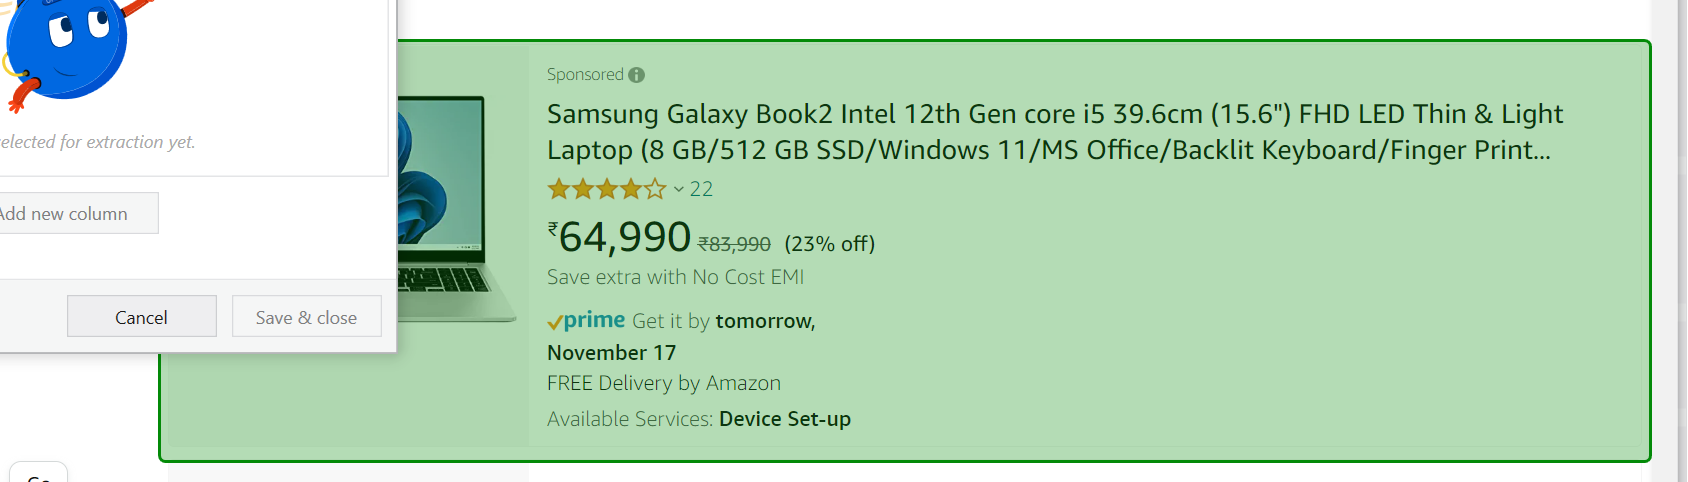 elected for extraction yet.
Add new column
Cancel
Save & close
Sponsored
Samsung Galaxy Book2 Intel 12th Gen core i5 39.6cm (15.6") FHD LED Thin & Light
Laptop (8 GB/512 GB SSD/Windows 11/MS Office/Backlit Keyboard/Finger Print...
22
₹64,990 ₹83,990 (23% off)
Save extra with No Cost EMI
prime Get it by tomorrow,
November 17
FREE Delivery by Amazon
Available Services: Device Set-up